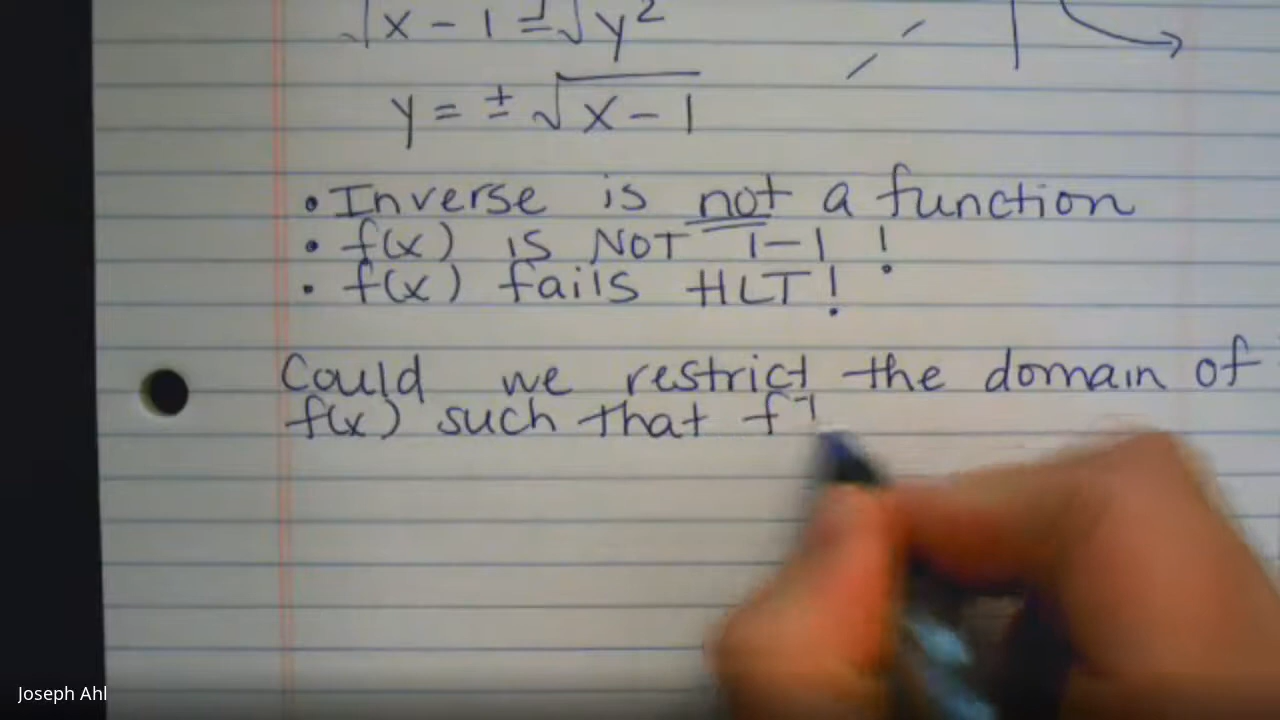 √x - 1 = √y²
y = ± √x - 1
• Inverse is not a function
• f(x) is NOT 1-1 !
• f(x) fails HLT!
Could we restrict the domain of
f(x) such that f⁻¹
Joseph Ahl